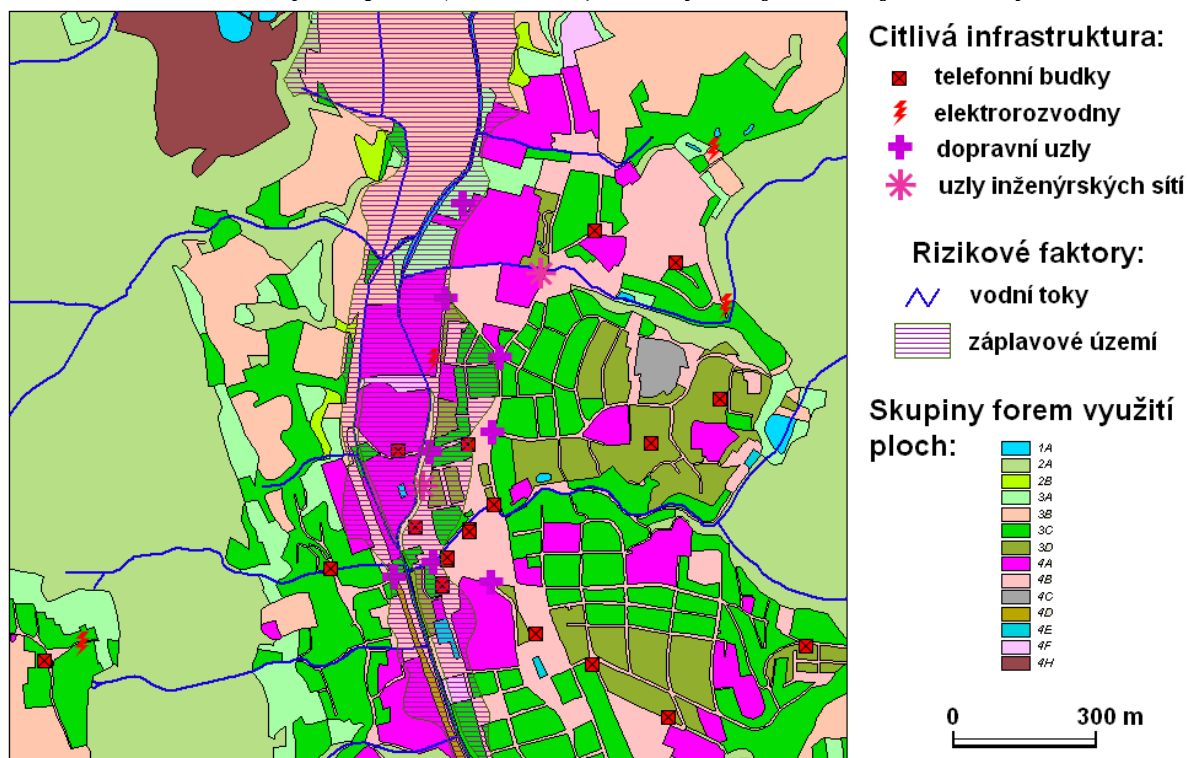 Citlivá infrastruktura:
telefonní budky
elektrorozvodny
dopravní uzly
uzly inženýrských sítí
Rizikové faktory:
vodní toky
záplavové území
Skupiny forem využití
ploch:
1A
2A
2B
3A
3B
3C
3D
4A
4B
4C
4D
4E
4F
4H
0 300 m